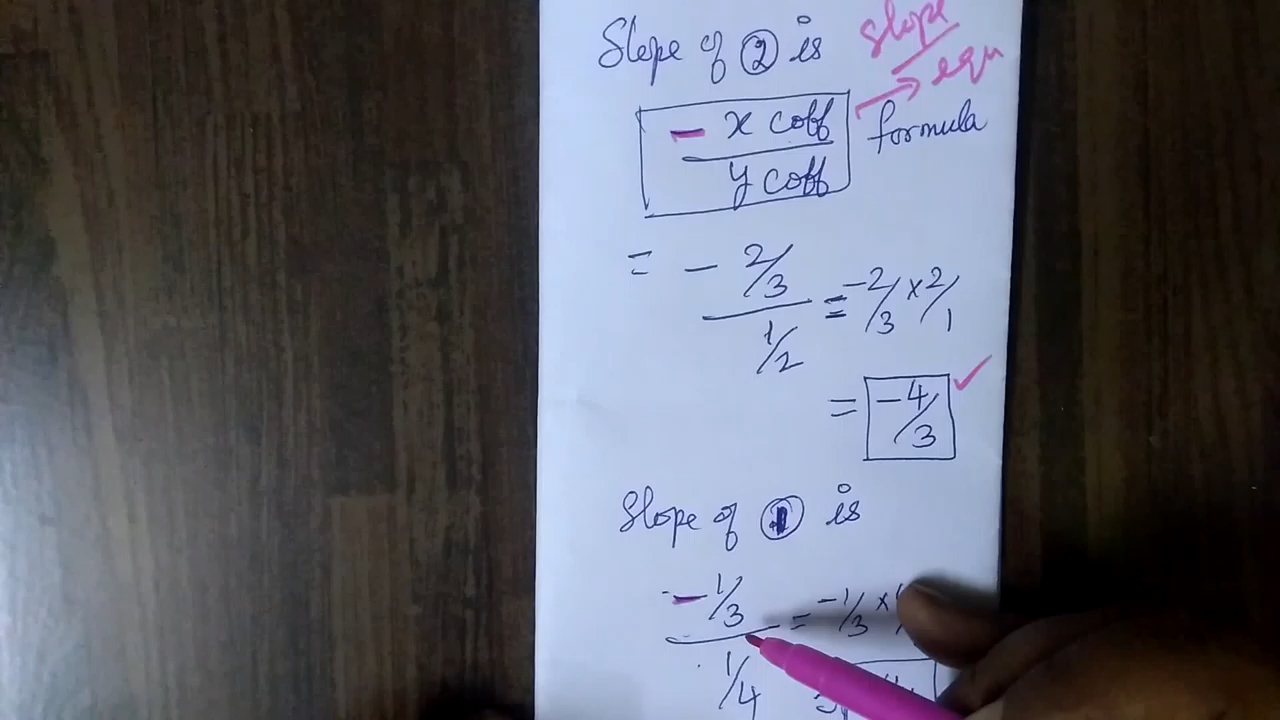 Slope of ② is
slope
equ
- x coff
y coff
formula
= - 2/3
1/2
= -2/3 × 2/1
= -4/3
Slope of ① is
- 1/3
1/4
= -1/3 ×